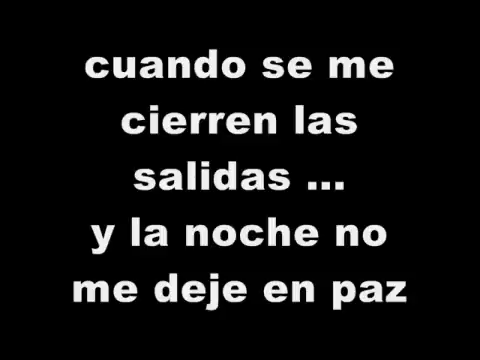 cuando se me
cierren las
salidas ...
y la noche no
me deje en paz